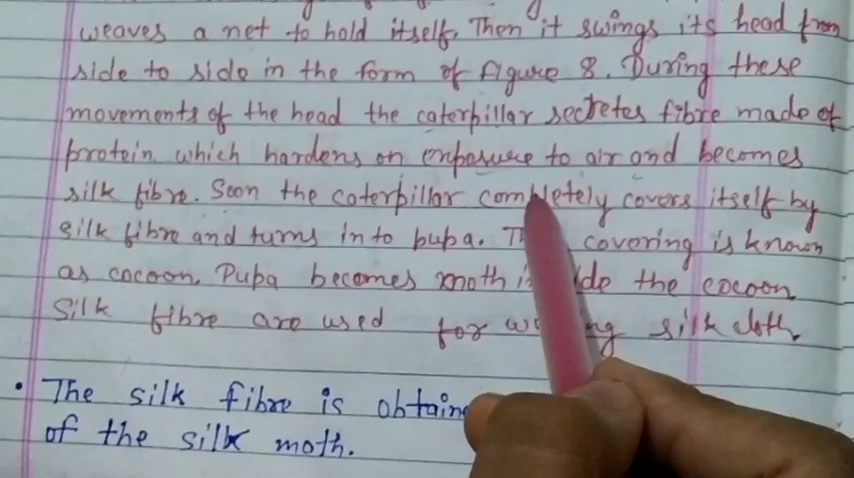 weaves a net to hold itself. Then it swings its head from
side to side in the form of figure 8. During these
movements of the head the caterpillar secretes fibre made of
protein which hardens on exposure to air and becomes
silk fibre. Soon the caterpillar completely covers itself by
silk fibre and turns in to pupa. covering is known
as cocoon. Pupa becomes moth the cocoon.
Silk fibre are used for silk cloth.
• The silk fibre is
of the silk moth.